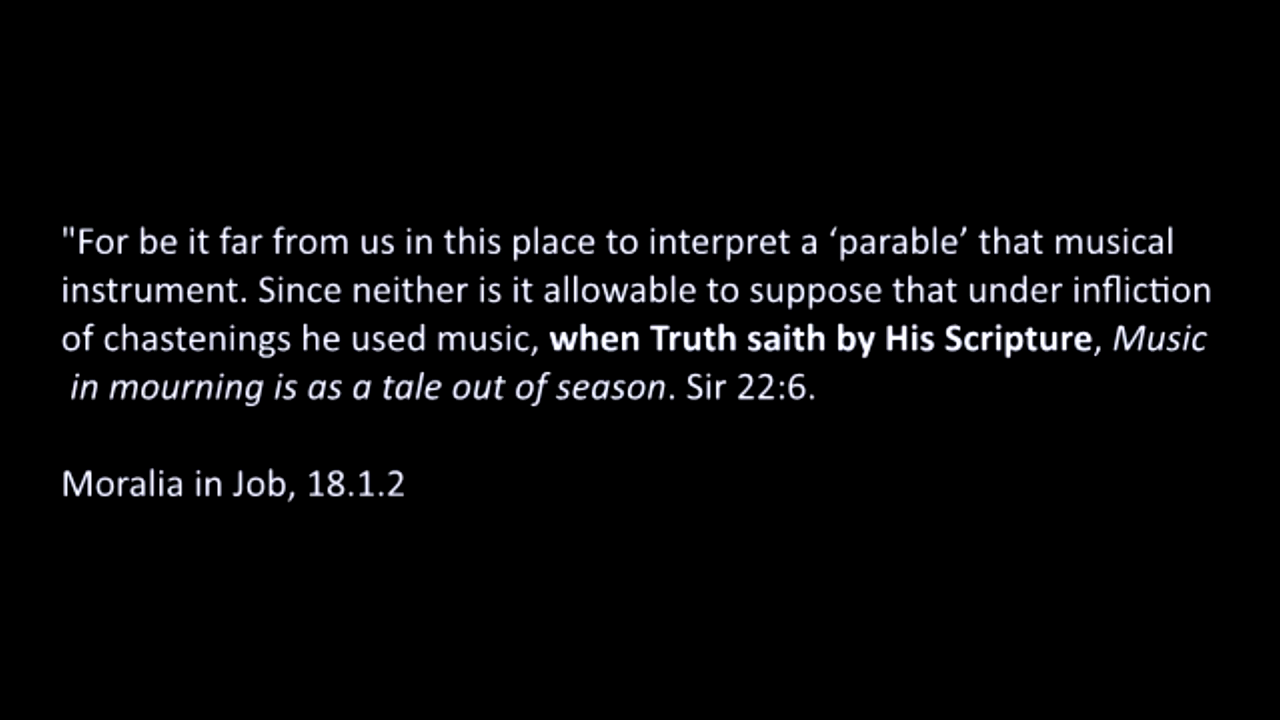 "For be it far from us in this place to interpret a ‘parable’ that musical
instrument. Since neither is it allowable to suppose that under infliction
of chastenings he used music, when Truth saith by His Scripture, Music
in mourning is as a tale out of season. Sir 22:6.
Moralia in Job, 18.1.2